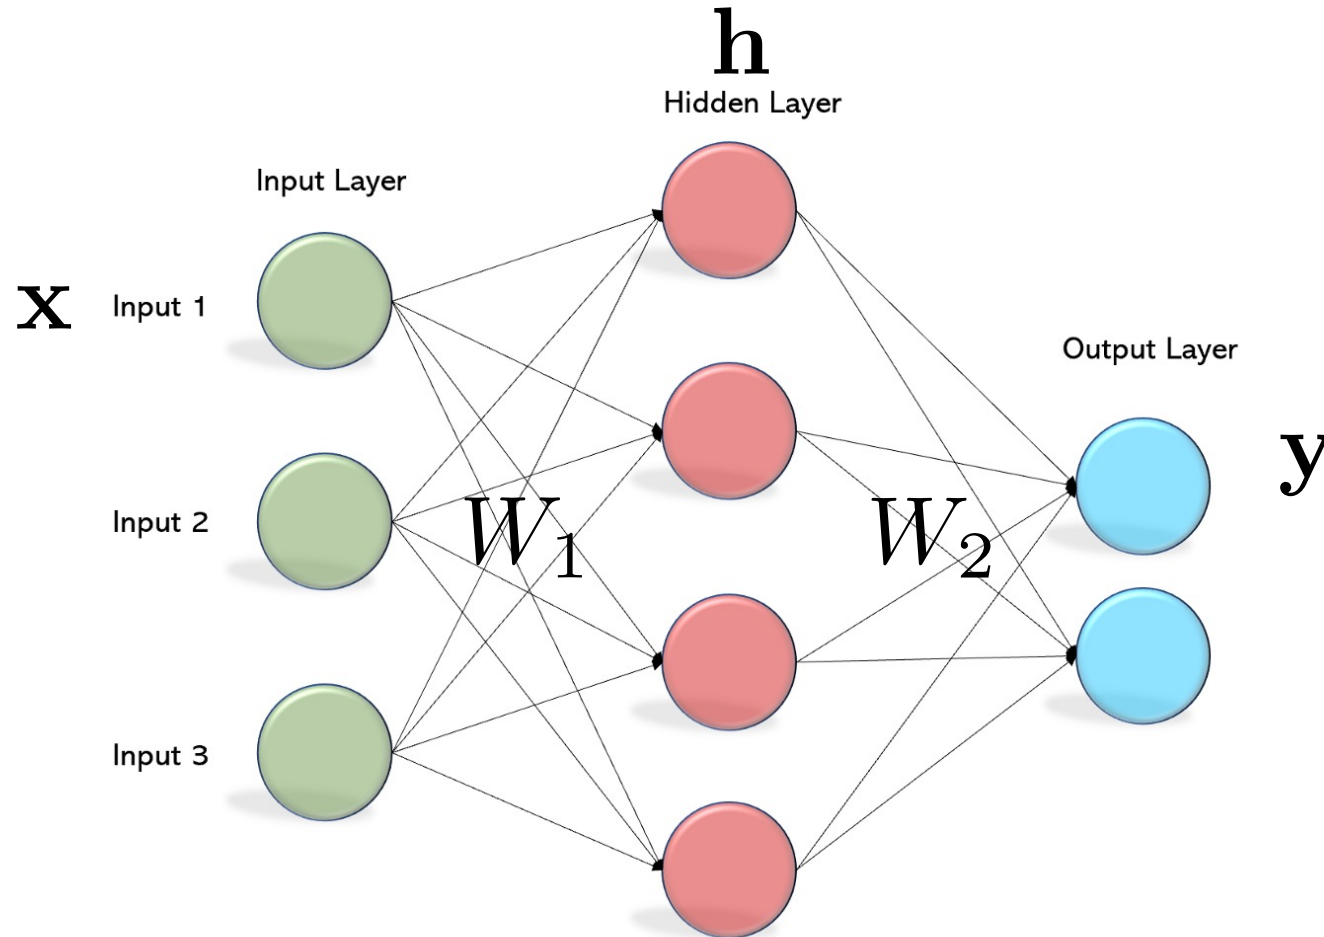 h
Hidden Layer
Input Layer
x
Input 1
Output Layer
y
Input 2
W₁
W₂
Input 3